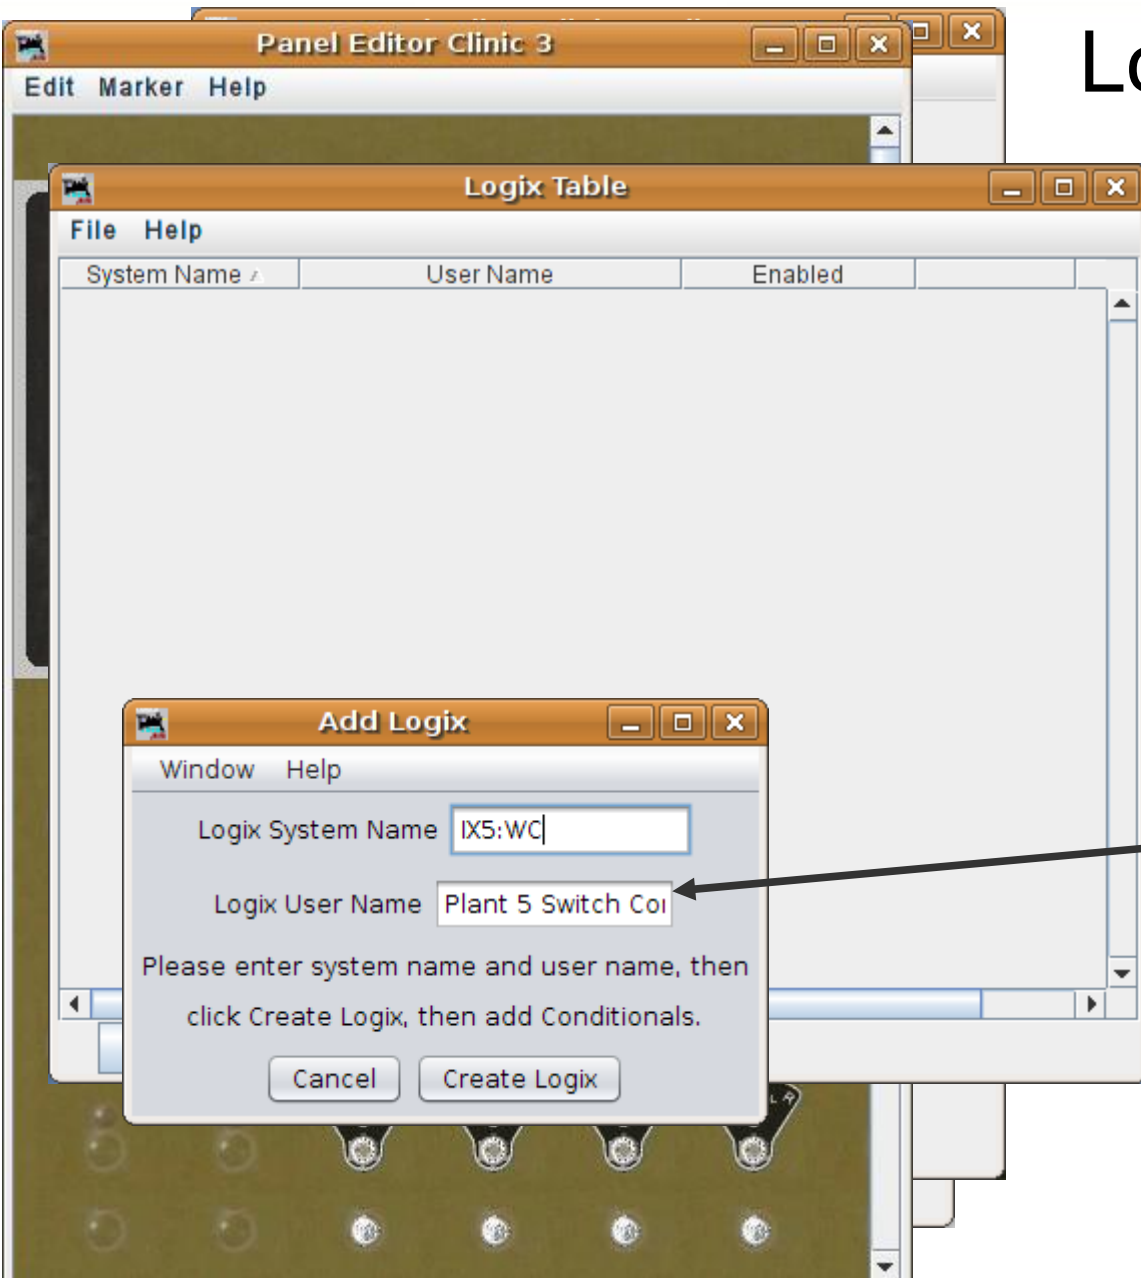 Lo
Panel Editor Clinic 3
Edit Marker Help
Logix Table
File Help
System Name User Name Enabled
Add Logix
Window Help
Logix System Name IX5:WC
Logix User Name Plant 5 Switch Co
Please enter system name and user name, then
click Create Logix, then add Conditionals.
Cancel Create Logix
L R